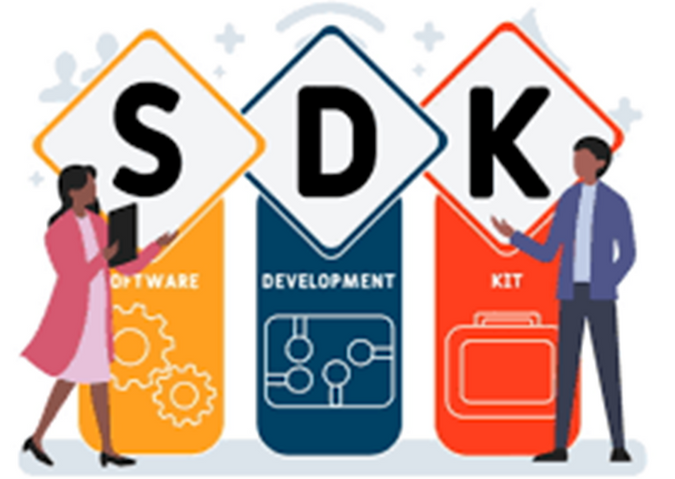 S D K
OFTWARE DEVELOPMENT KIT